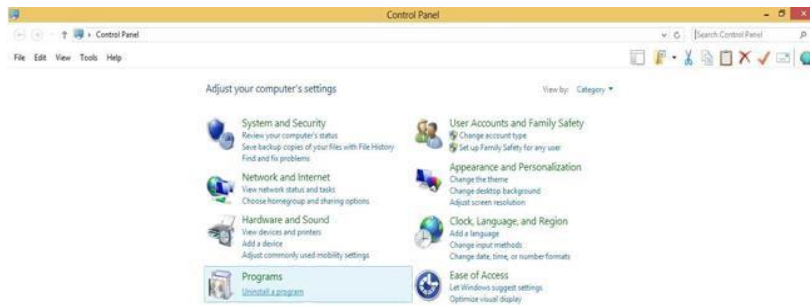 Control Panel
Control Panel
Search Control Panel
File Edit View Tools Help
Adjust your computer's settings
View by: Category
System and Security
Review your computer's status
Save backup copies of your files with File History
Find and fix problems
Network and Internet
View network status and tasks
Choose homegroup and sharing options
Hardware and Sound
View devices and printers
Add a device
Adjust commonly used mobility settings
Programs
Uninstall a program
User Accounts and Family Safety
Change account type
Set up Family Safety for any user
Appearance and Personalization
Change the theme
Change desktop background
Adjust screen resolution
Clock, Language, and Region
Add a language
Change input methods
Change date, time, or number formats
Ease of Access
Let Windows suggest settings
Optimize visual display